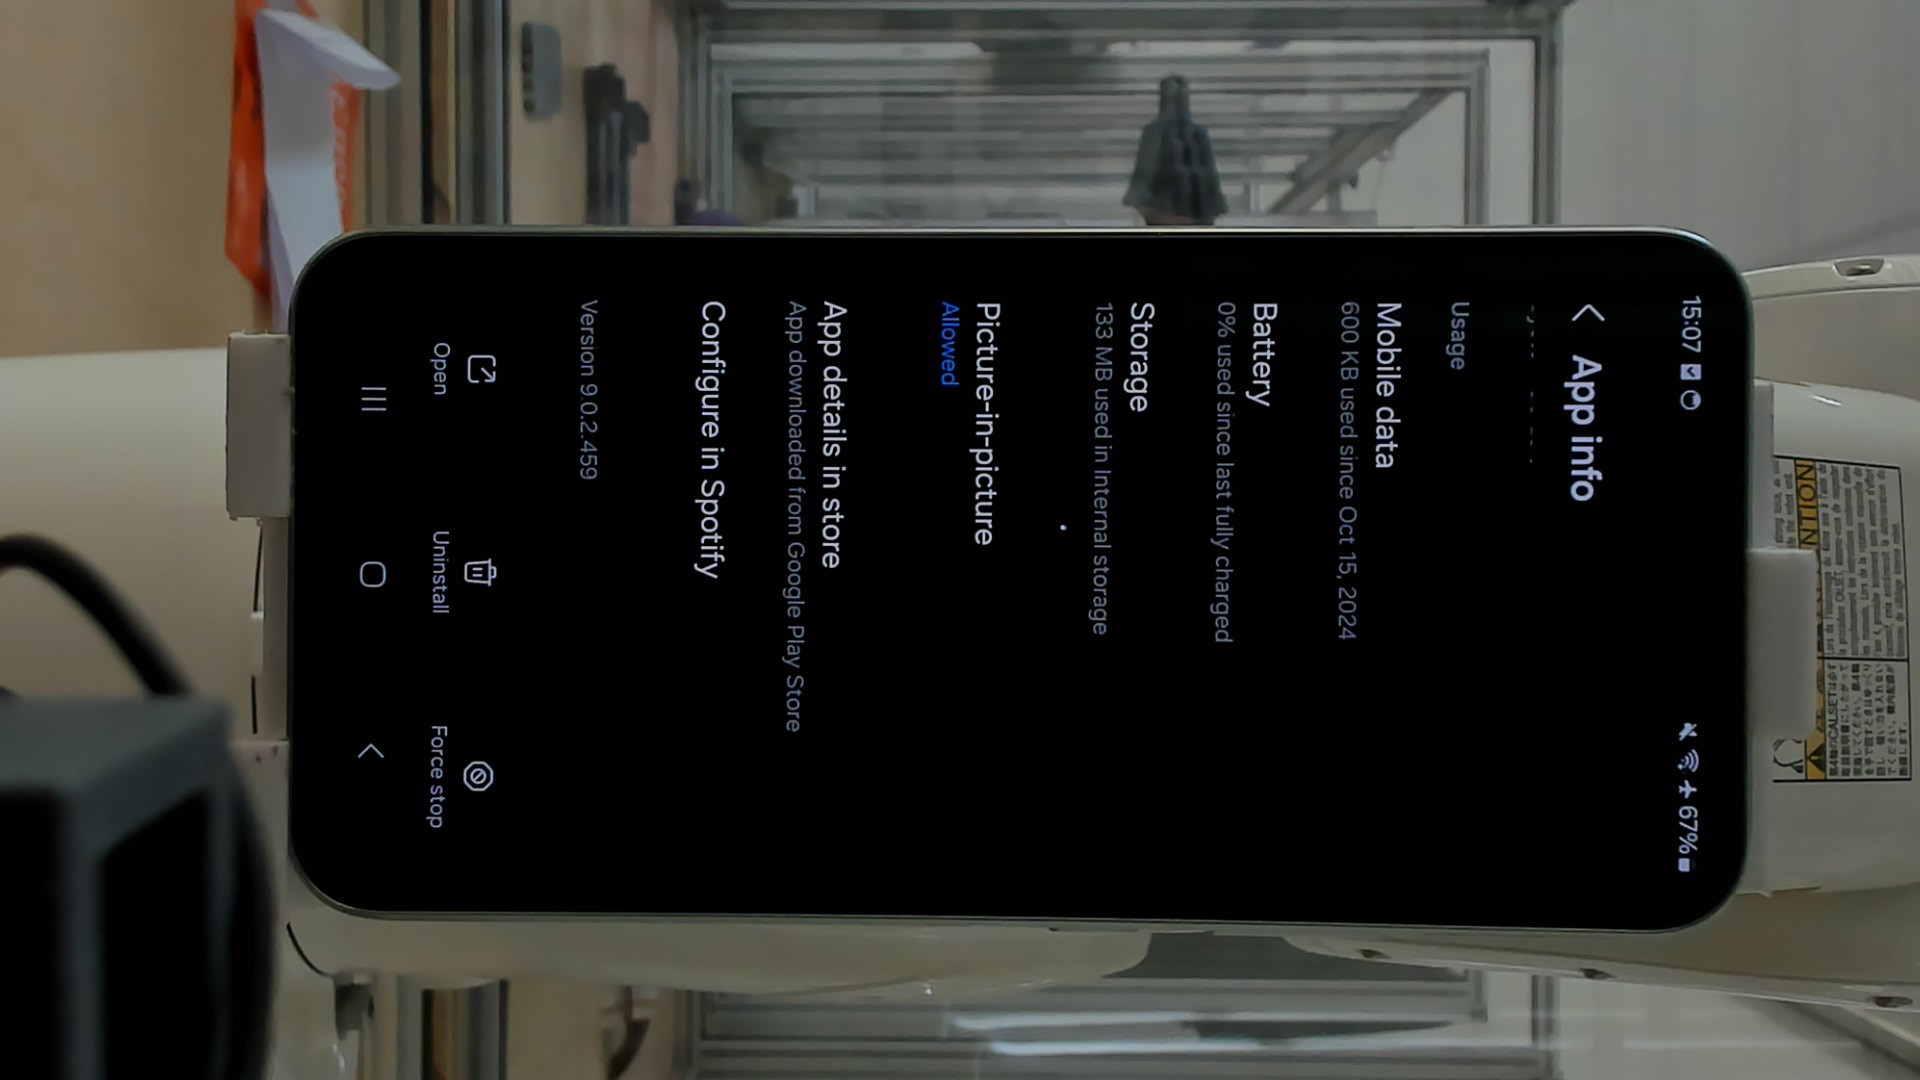 15:07
67%
App info
Usage
Mobile data
600 KB used since Oct 15, 2024
Battery
0% used since last fully charged
Storage
133 MB used in Internal storage
Picture-in-picture
Allowed
App details in store
App downloaded from Google Play Store
Configure in Spotify
Version 9.0.2.459
Open
Uninstall
Force stop